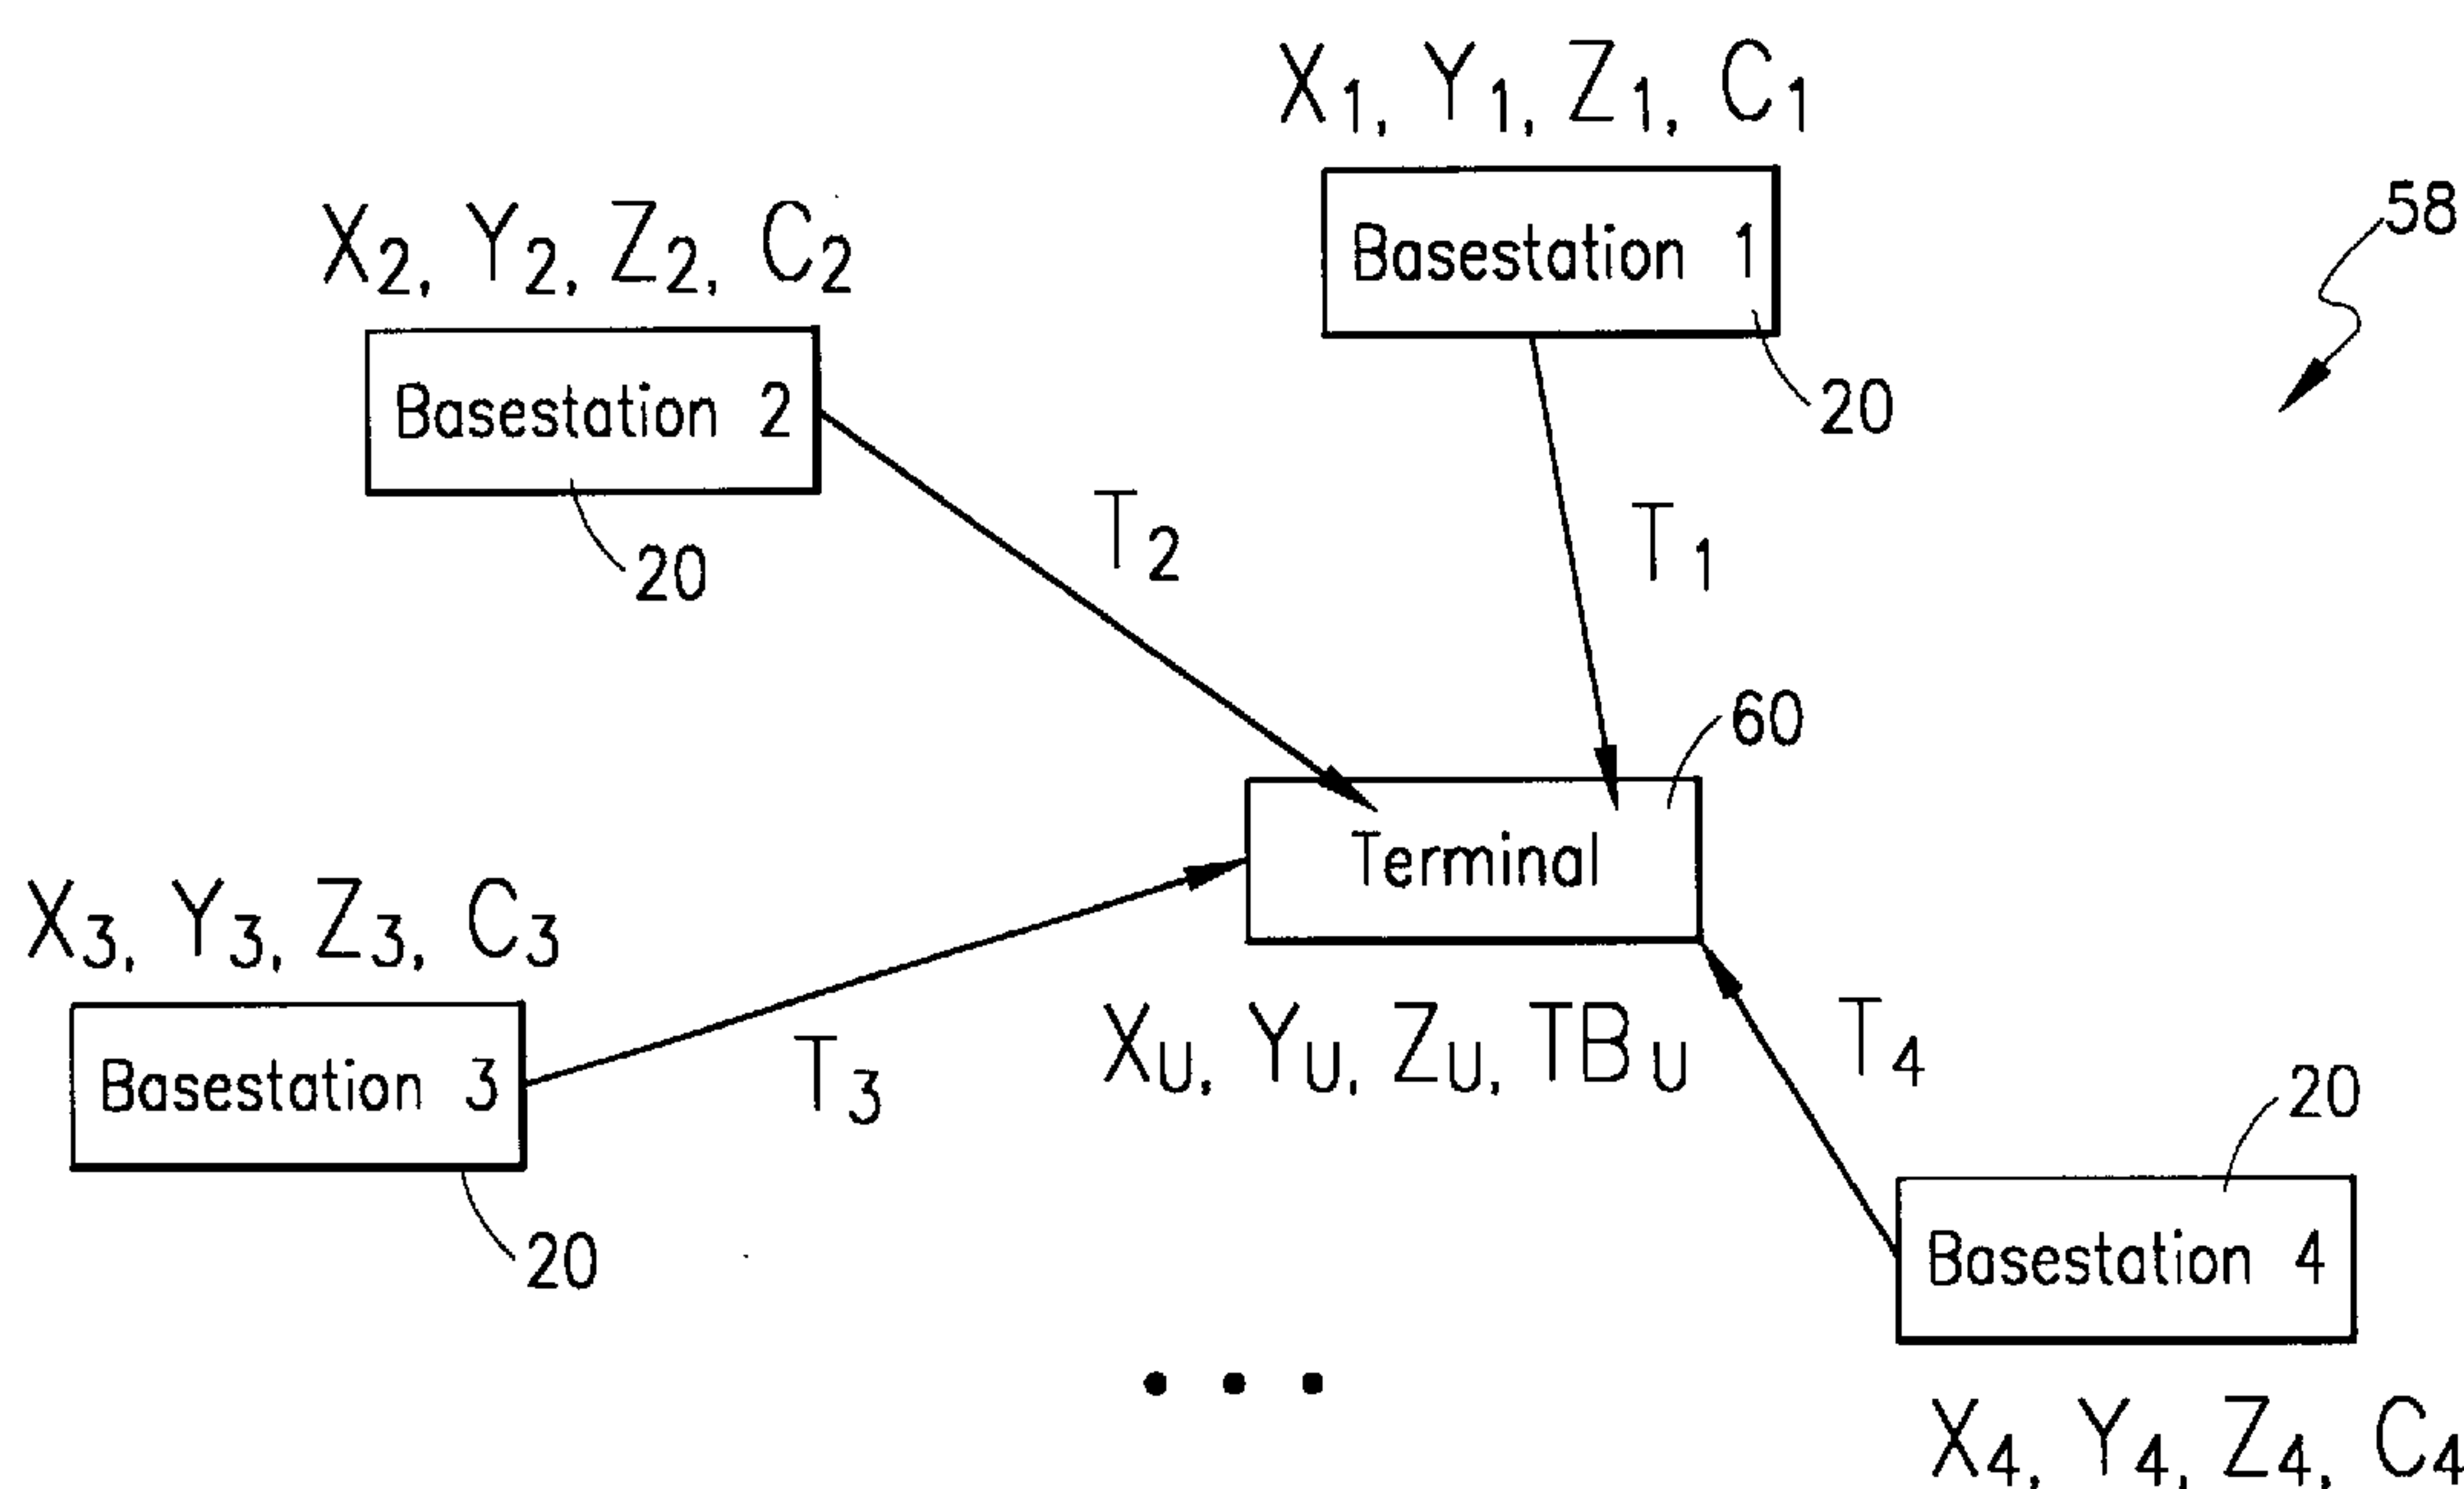 X1, Y1, Z1, C1
Basestation 1
58
20
X2, Y2, Z2, C2
Basestation 2
20
T2
T1
60
Terminal
X3, Y3, Z3, C3
Basestation 3
20
T3
XU, YU, ZU, TBU
T4
20
Basestation 4
X4, Y4, Z4, C4